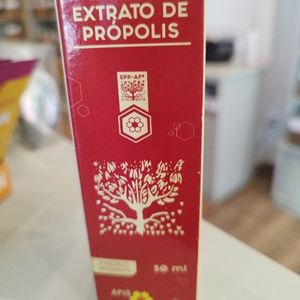 EXTRATO DE
PRÓPOLIS
EPP-AF®
30 ml
APIS